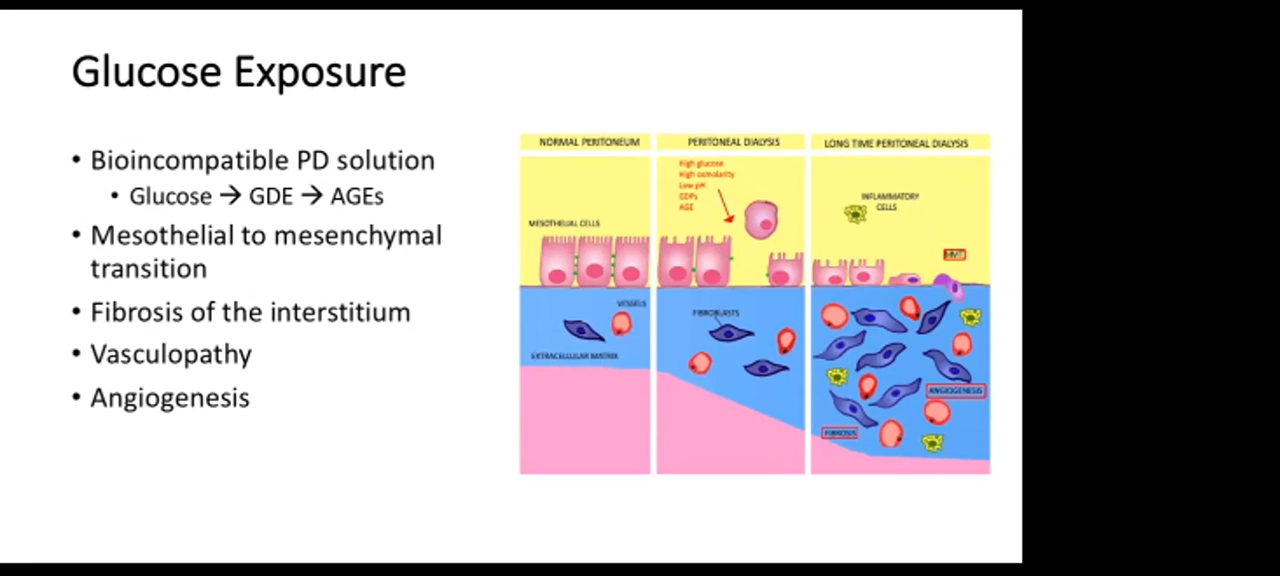 Glucose Exposure
• Bioincompatible PD solution
• Glucose → GDE → AGEs
• Mesothelial to mesenchymal
transition
• Fibrosis of the interstitium
• Vasculopathy
• Angiogenesis
NORMAL PERITONEUM
MESOTHELIAL CELLS
VESSELS
EXTRACELLULAR MATRIX
PERITONEAL DIALYSIS
High glucose
High osmolarity
Low pH
GDPs
AGE
FIBROBLASTS
LONG TIME PERITONEAL DIALYSIS
INFLAMMATORY
CELLS
MMT
ANGIOGENESIS
FIBROSIS